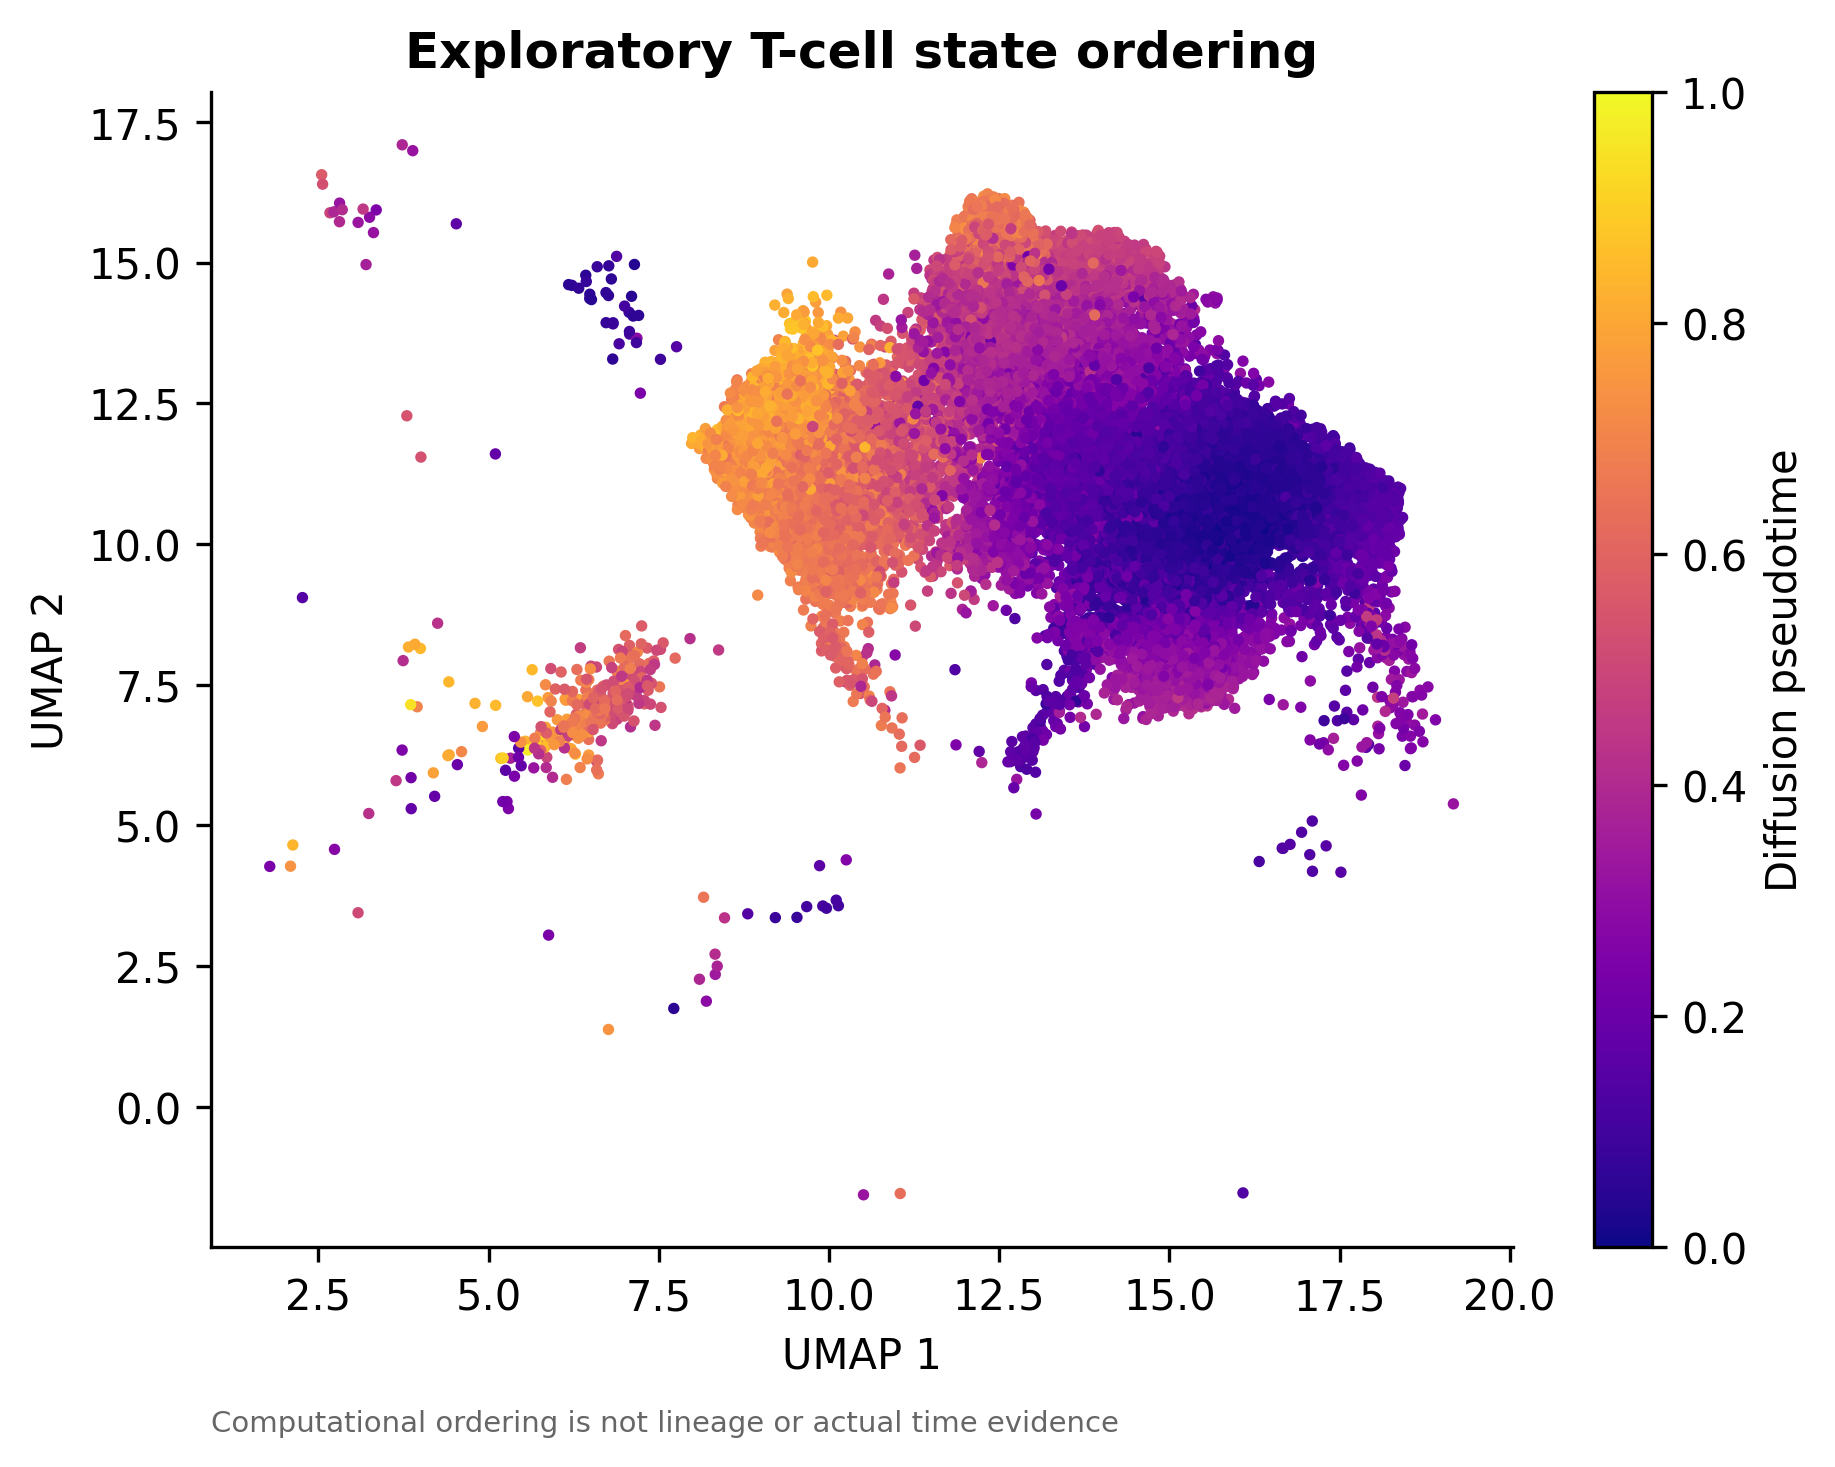 Exploratory T-cell state ordering
17.5
15.0
12.5
10.0
7.5
5.0
2.5
0.0
UMAP 2
2.5 5.0 7.5 10.0 12.5 15.0 17.5 20.0
UMAP 1
1.0
0.8
0.6
0.4
0.2
0.0
Diffusion pseudotime
Computational ordering is not lineage or actual time evidence